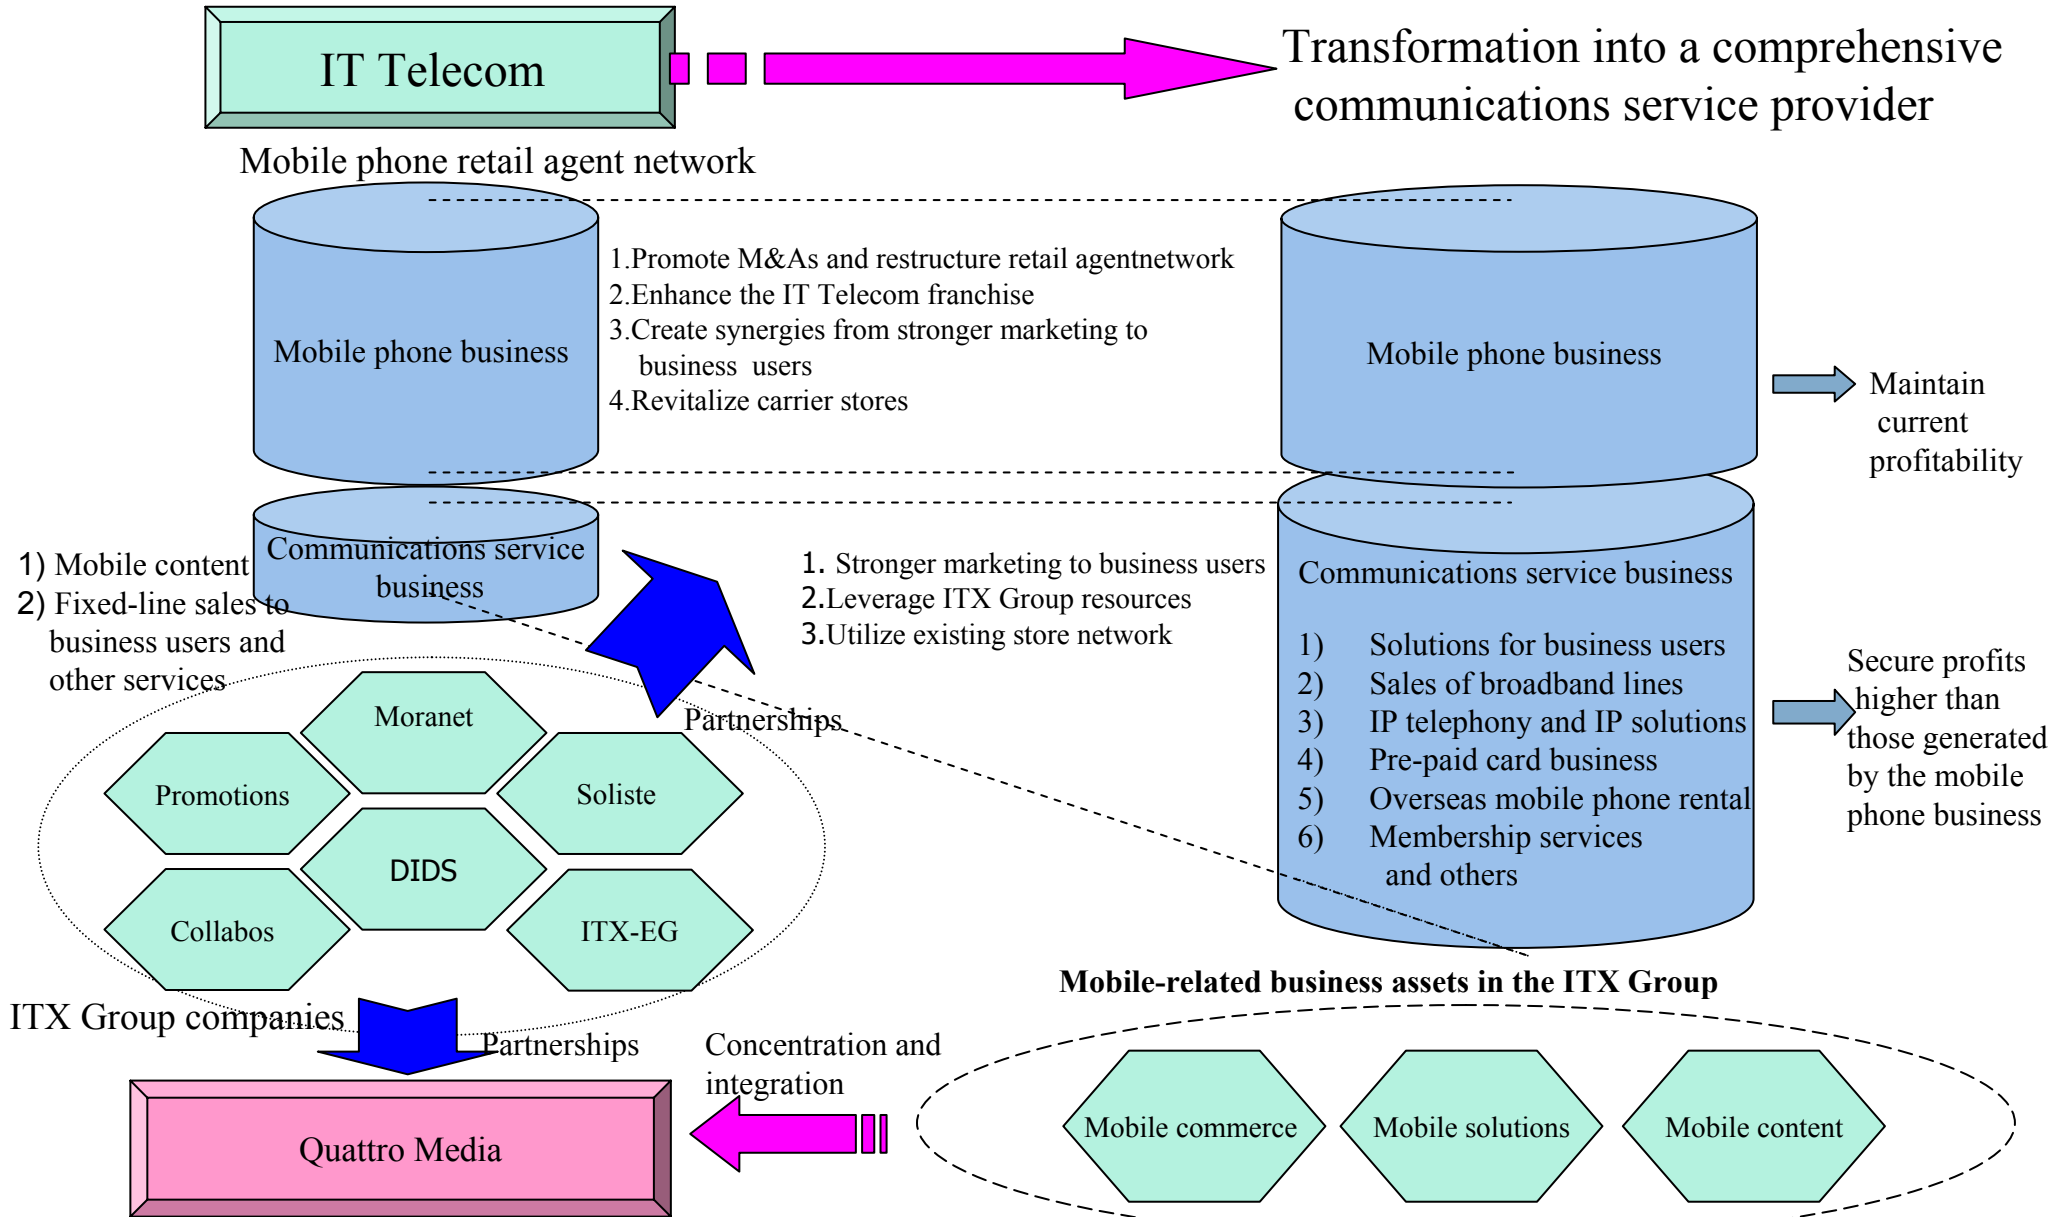 IT Telecom
Transformation into a comprehensive
communications service provider
Mobile phone retail agent network
Mobile phone business
1.Promote M&As and restructure retail agentnetwork
2.Enhance the IT Telecom franchise
3.Create synergies from stronger marketing to
business  users
4.Revitalize carrier stores
Mobile phone business
Maintain
current
profitability
Communications service
business
1) Mobile content
2) Fixed-line sales to
business users and
other services
1. Stronger marketing to business users
2.Leverage ITX Group resources
3.Utilize existing store network
Communications service business
1) Solutions for business users
2) Sales of broadband lines
3) IP telephony and IP solutions
4) Pre-paid card business
5) Overseas mobile phone rental
6) Membership services
and others
Secure profits
higher than
those generated
by the mobile
phone business
Partnerships
Moranet
Promotions
Soliste
DIDS
Collabos
ITX-EG
ITX Group companies
Partnerships
Quattro Media
Concentration and
integration
Mobile-related business assets in the ITX Group
Mobile commerce
Mobile solutions
Mobile content